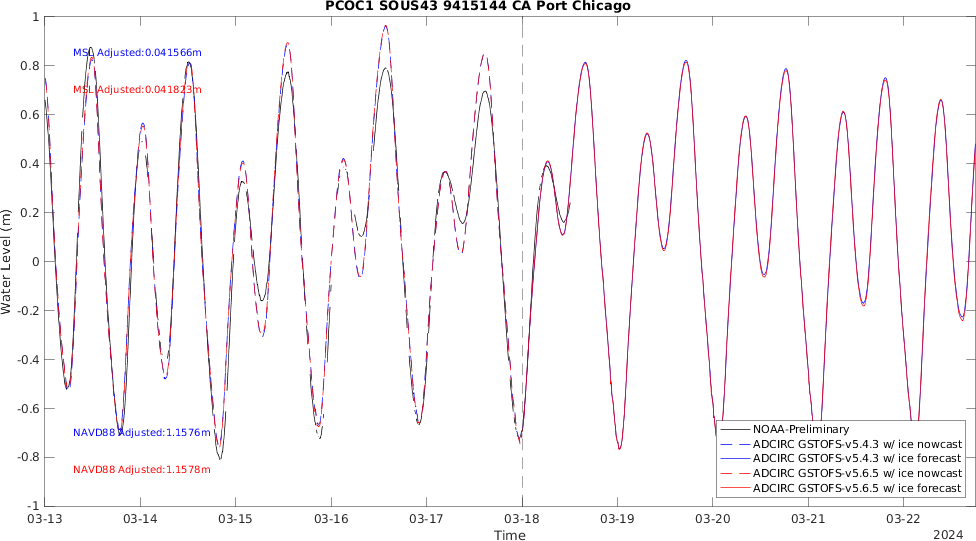 PCOC1 SOUS43 9415144 CA Port Chicago
1
0.8
0.6
0.4
0.2
0
-0.2
-0.4
-0.6
-0.8
-1
Water Level (m)
MSL Adjusted:0.041566m
MSL Adjusted:0.041823m
NAVD88 Adjusted:1.1576m
NAVD88 Adjusted:1.1578m
NOAA-Preliminary
ADCIRC GSTOFS-v5.4.3 w/ ice nowcast
ADCIRC GSTOFS-v5.4.3 w/ ice forecast
ADCIRC GSTOFS-v5.6.5 w/ ice nowcast
ADCIRC GSTOFS-v5.6.5 w/ ice forecast
03-13 03-14 03-15 03-16 03-17 03-18 03-19 03-20 03-21 03-22
Time
2024